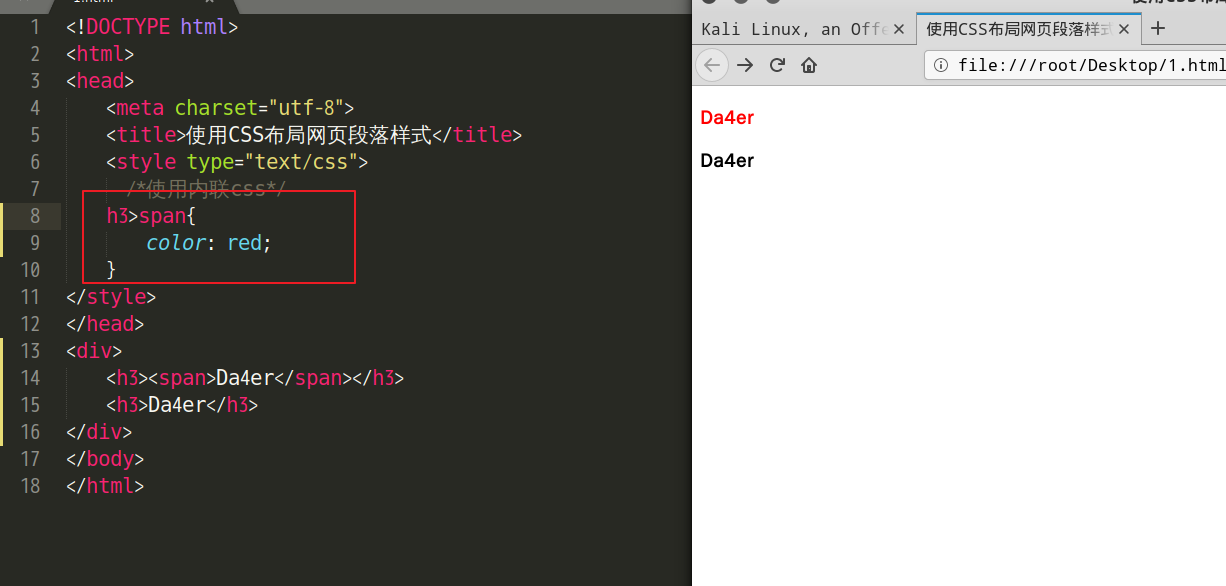 1 <!DOCTYPE html>
2 <html>
3 <head>
4 <meta charset="utf-8">
5 <title>使用CSS布局网页段落样式</title>
6 <style type="text/css">
7 /*使用内联css*/
8 h3>span{
9 color: red;
10 }
11 </style>
12 </head>
13 <div>
14 <h3><span>Da4er</span></h3>
15 <h3>Da4er</h3>
16 </div>
17 </body>
18 </html>
Kali Linux, an Offe × 使用CSS布局网页段落样式 × +
file:///root/Desktop/1.html
Da4er
Da4er